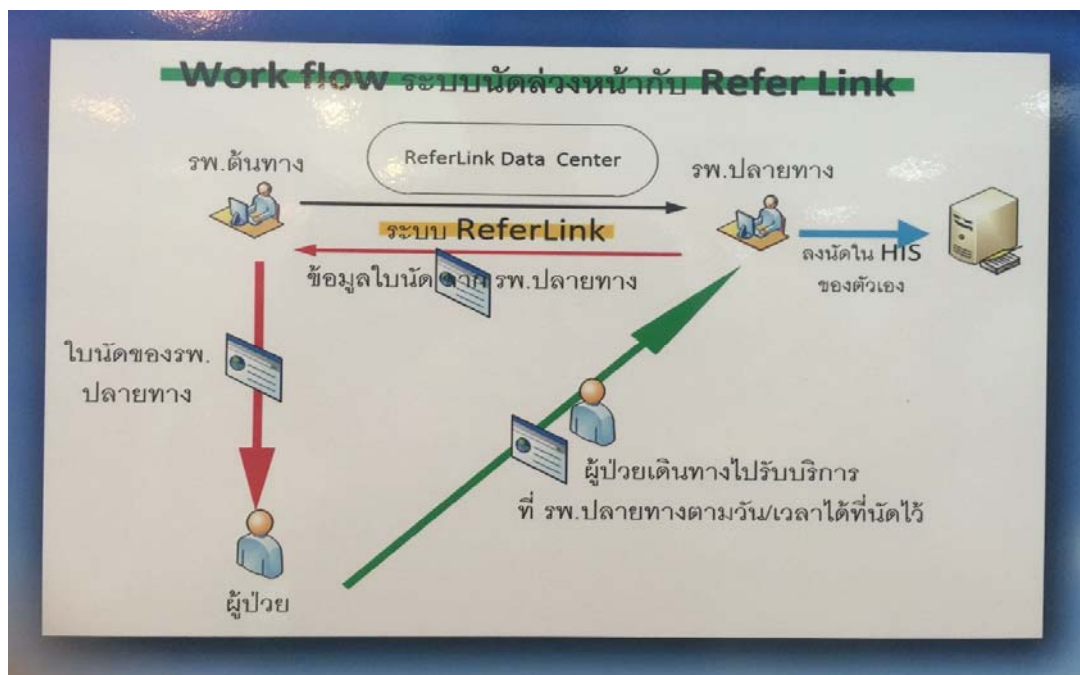 Work flow ระบบนัดล่วงหน้ากับ Refer Link
รพ.ต้นทาง
ReferLink Data Center
รพ.ปลายทาง
ระบบ ReferLink
ข้อมูลใบนัดจาก รพ.ปลายทาง
ลงนัดใน HIS
ของตัวเอง
ใบนัดของรพ.
ปลายทาง
ผู้ป่วยเดินทางไปรับบริการ
ที่ รพ.ปลายทางตามวัน/เวลาได้ที่นัดไว้
ผู้ป่วย